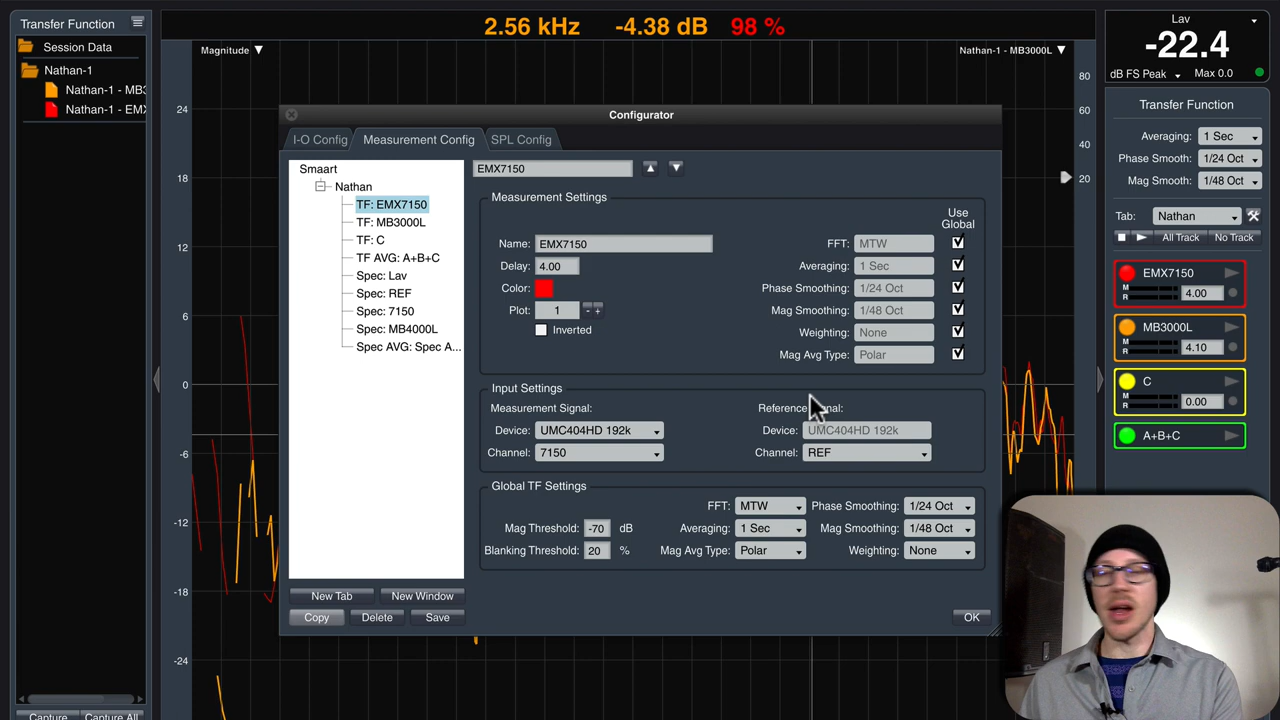 Transfer Function
Session Data
Nathan-1
Nathan-1 - MB3
Nathan-1 - EMX
Capture
Capture All
2.56 kHz -4.38 dB 98 %
Magnitude
Nathan-1 - MB3000L
24
18
12
6
0
-6
-12
-18
-24
80
60
40
20
Configurator
I-O Config
Measurement Config
SPL Config
Smaart
Nathan
TF: EMX7150
TF: MB3000L
TF: C
TF AVG: A+B+C
Spec: Lav
Spec: REF
Spec: 7150
Spec: MB4000L
Spec AVG: Spec A...
New Tab
New Window
Copy
Delete
Save
EMX7150
Measurement Settings
Use
Global
Name: EMX7150
Delay: 4.00
Color:
Plot: 1 - +
Inverted
FFT: MTW
Averaging: 1 Sec
Phase Smoothing: 1/24 Oct
Mag Smoothing: 1/48 Oct
Weighting: None
Mag Avg Type: Polar
Input Settings
Measurement Signal:
Device: UMC404HD 192k
Channel: 7150
Device: UMC404HD 192k
Channel: REF
Global TF Settings
Mag Threshold: -70 dB
Blanking Threshold: 20 %
FFT: MTW
Averaging: 1 Sec
Mag Avg Type: Polar
Phase Smoothing: 1/24 Oct
Mag Smoothing: 1/48 Oct
Weighting: None
OK
Lav
-22.4
dB FS Peak Max 0.0
Transfer Function
Averaging: 1 Sec
Phase Smooth: 1/24 Oct
Mag Smooth: 1/48 Oct
Tab: Nathan
All Track
No Track
EMX7150
M
R
4.00
MB3000L
M
R
4.10
C
M
R
0.00
A+B+C